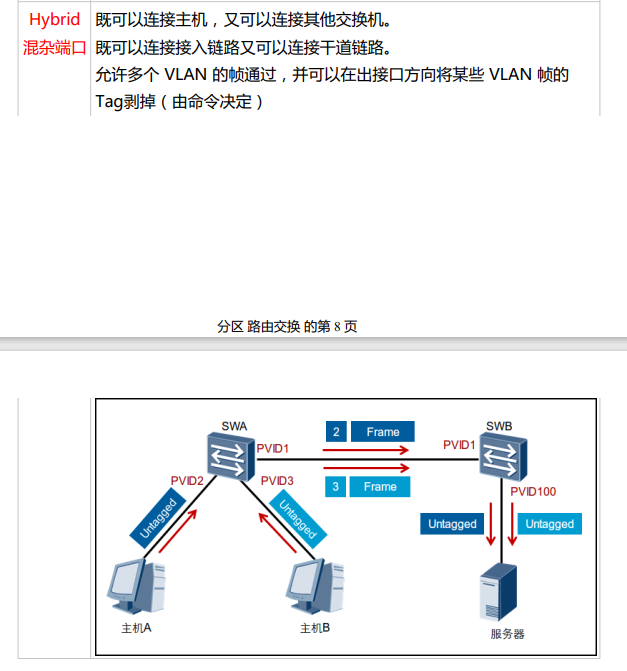 Hybrid 既可以连接主机，又可以连接其他交换机。
混杂端口 既可以连接接入链路又可以连接干道链路。
允许多个 VLAN 的帧通过，并可以在出接口方向将某些 VLAN 帧的
Tag剥掉（由命令决定）
分区 路由交换 的第 8 页
SWA
SWB
2 Frame
PVID1
PVID1
PVID2
PVID3
3 Frame
PVID100
Untagged
Untagged
Untagged
Untagged
主机A
主机B
服务器